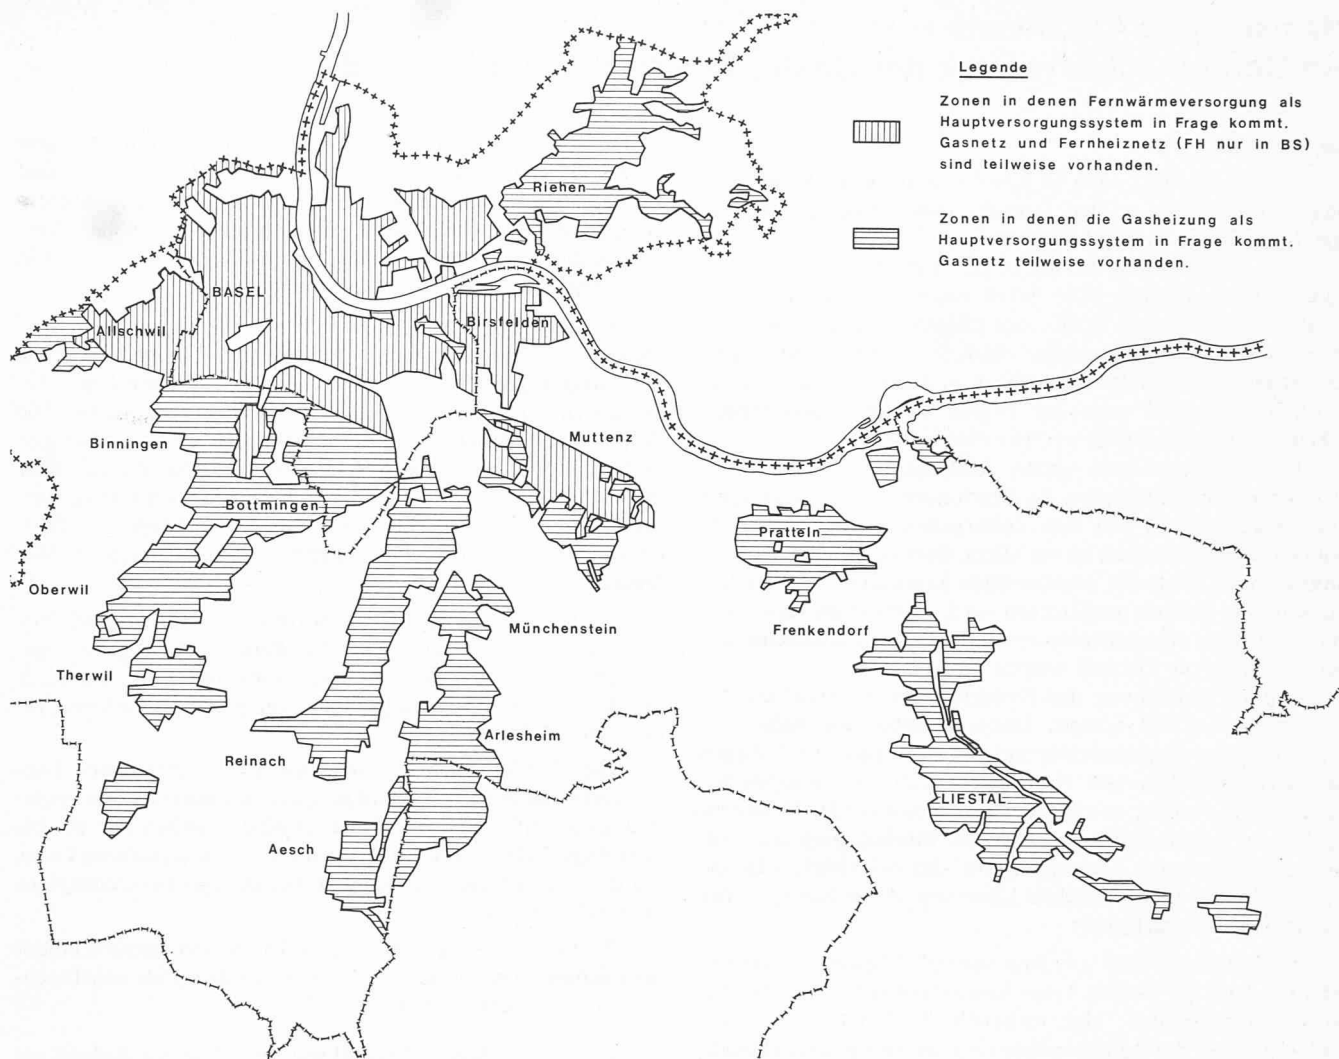 Legende
Zonen in denen Fernwärmeversorgung als
Hauptversorgungssystem in Frage kommt.
Gasnetz und Fernheiznetz (FH nur in BS)
sind teilweise vorhanden.
Zonen in denen die Gasheizung als
Hauptversorgungssystem in Frage kommt.
Gasnetz teilweise vorhanden.
Riehen
BASEL
Allschwil
Birsfelden
Binningen
Muttenz
Bottmingen
Pratteln
Oberwil
Münchenstein
Frenkendorf
Therwil
Arlesheim
Reinach
LIESTAL
Aesch